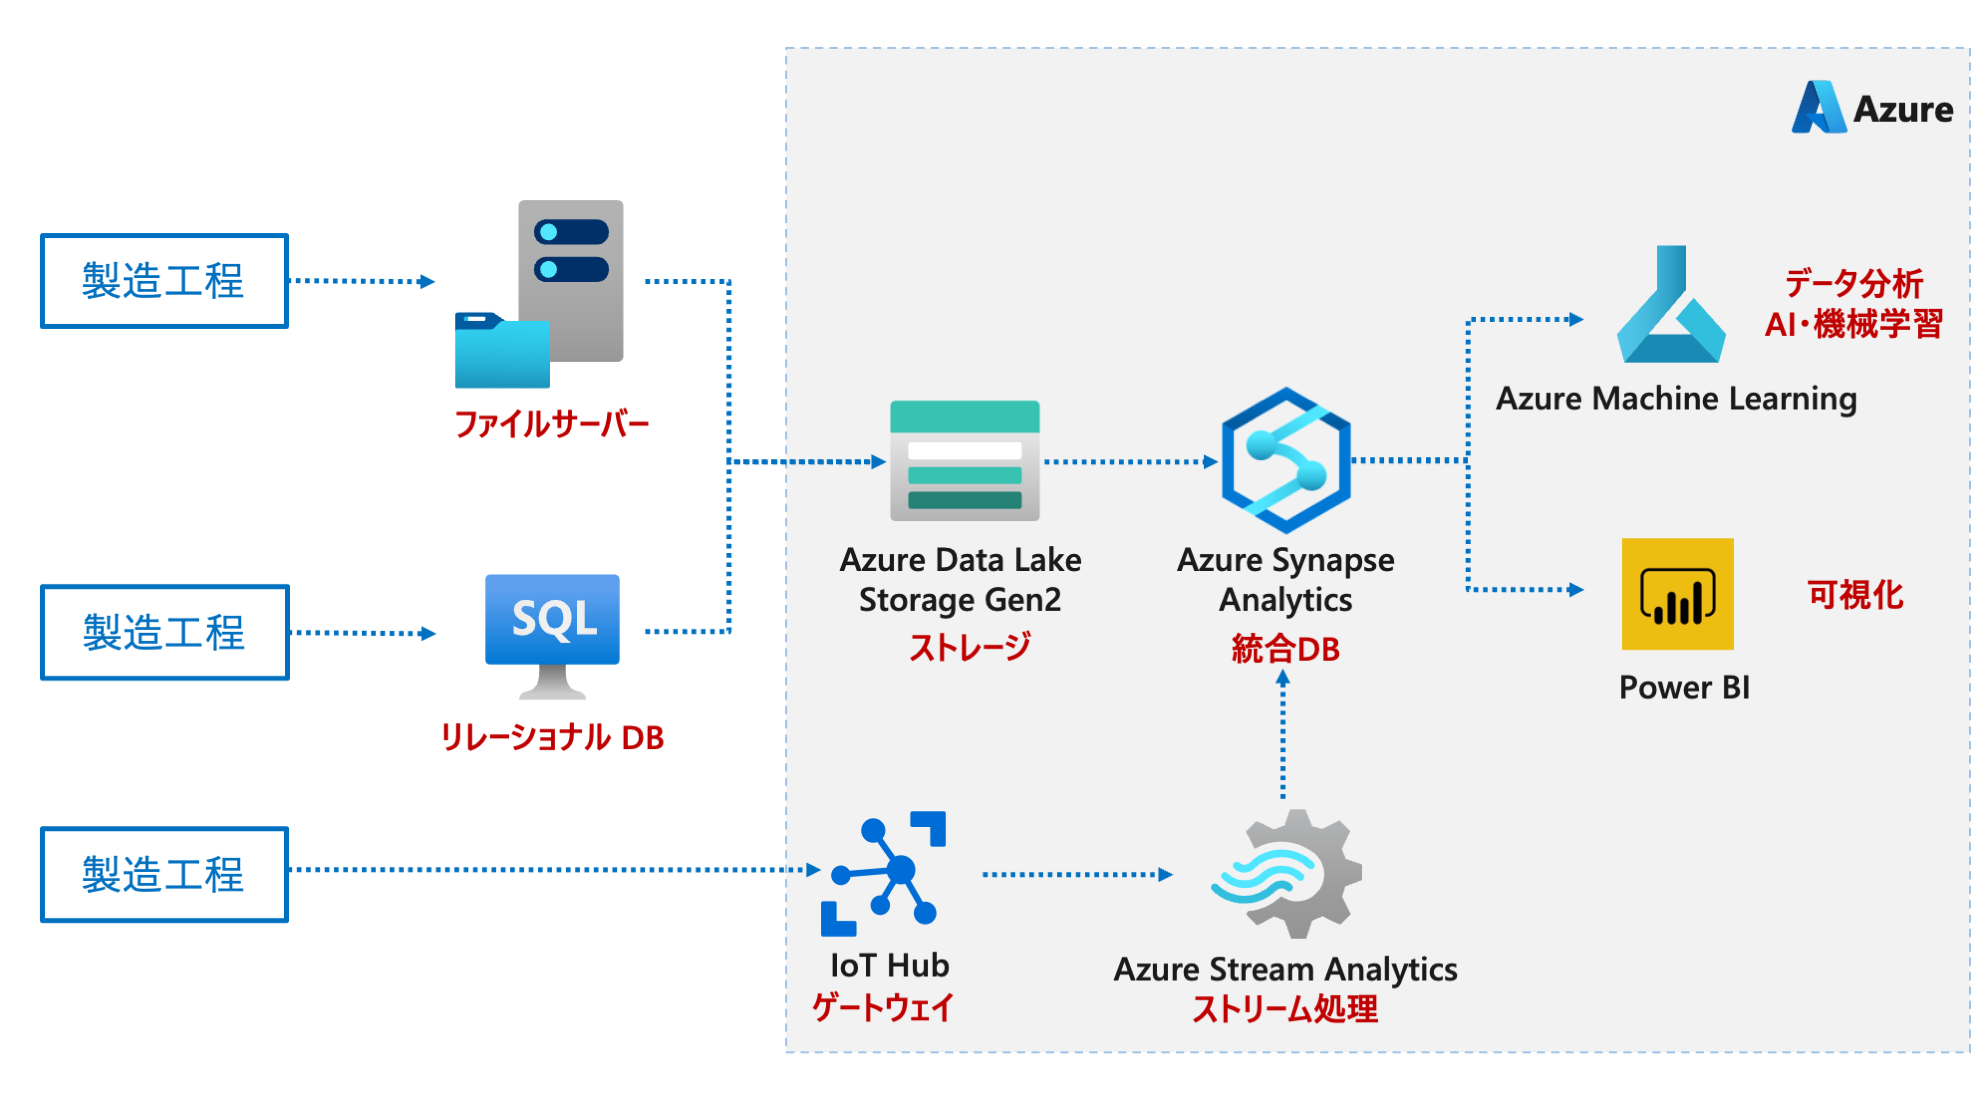 Azure
製造工程
ファイルサーバー
製造工程
SQL
リレーショナル DB
製造工程
Azure Data Lake
Storage Gen2
ストレージ
Azure Synapse
Analytics
統合DB
データ分析
AI・機械学習
Azure Machine Learning
可視化
Power BI
IoT Hub
ゲートウェイ
Azure Stream Analytics
ストリーム処理